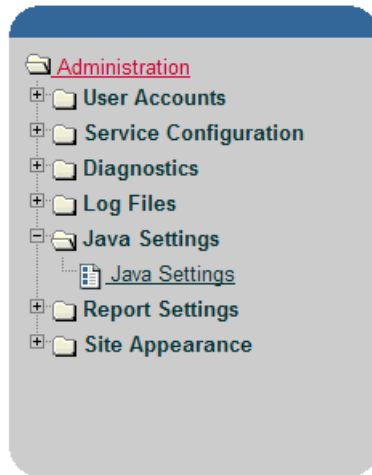 Administration
User Accounts
Service Configuration
Diagnostics
Log Files
Java Settings
Java Settings
Report Settings
Site Appearance